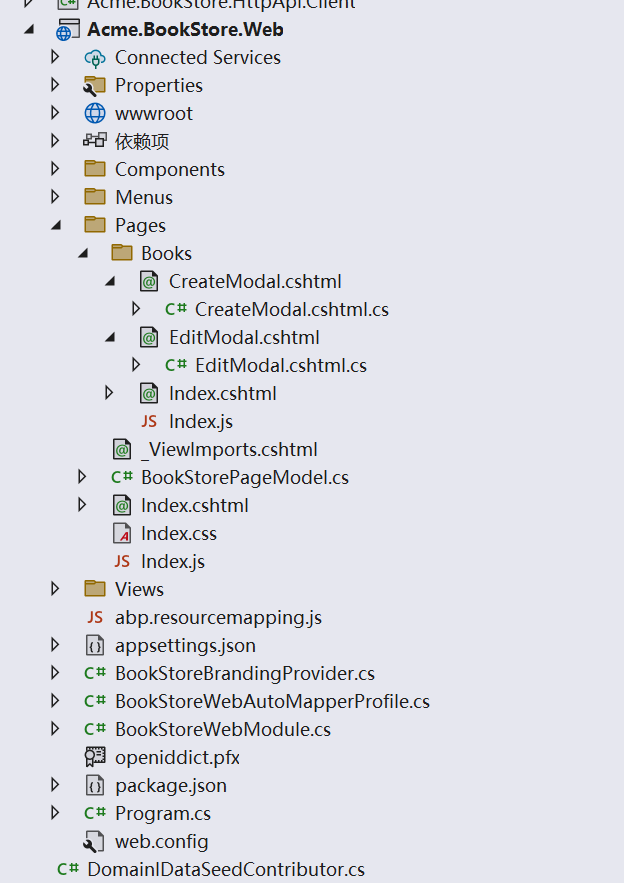 Acme.BookStore.HttpApi.Client
Acme.BookStore.Web
Connected Services
Properties
wwwroot
依赖项
Components
Menus
Pages
Books
CreateModal.cshtml
C# CreateModal.cshtml.cs
EditModal.cshtml
C# EditModal.cshtml.cs
Index.cshtml
JS Index.js
_ViewImports.cshtml
C# BookStorePageModel.cs
Index.cshtml
Index.css
JS Index.js
Views
JS abp.resourcemapping.js
appsettings.json
C# BookStoreBrandingProvider.cs
C# BookStoreWebAutoMapperProfile.cs
C# BookStoreWebModule.cs
openiddict.pfx
package.json
C# Program.cs
web.config
C# DomainIDataSeedContributor.cs